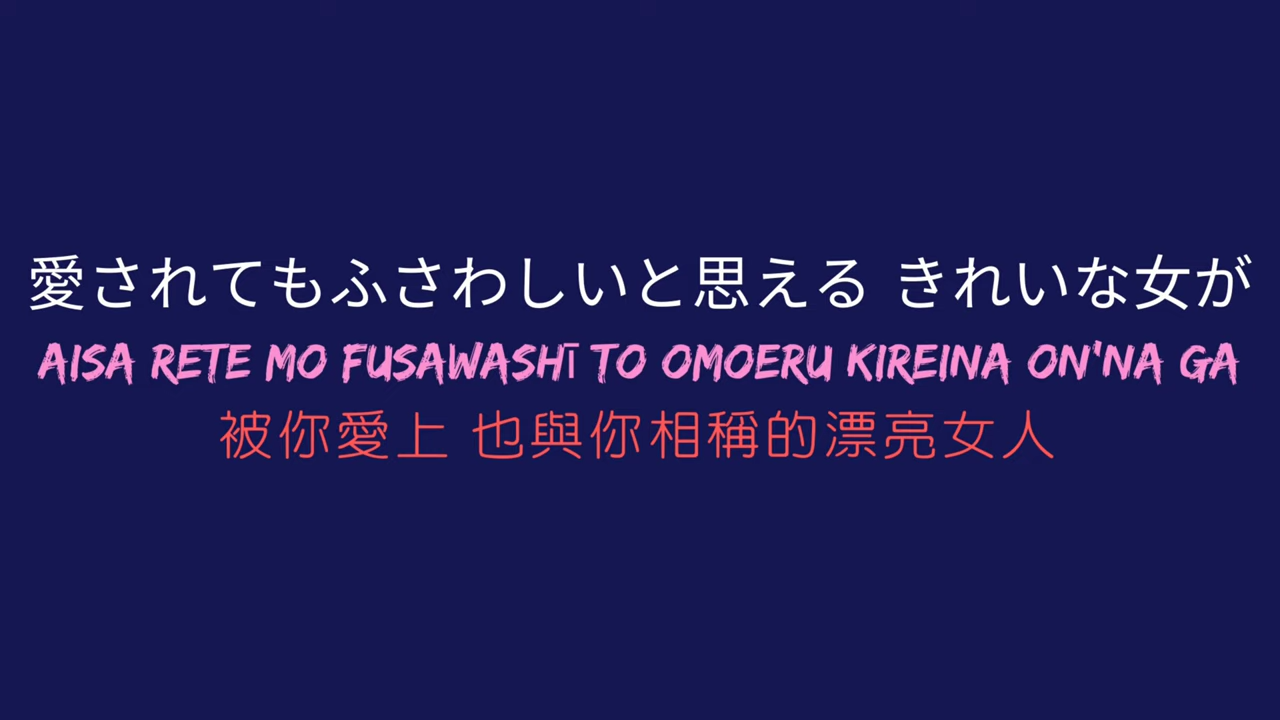 愛されてもふさわしいと思える きれいな女が
AISA RETE MO FUSAWASHĪ TO OMOERU KIREINA ON'NA GA
被你愛上 也與你相稱的漂亮女人